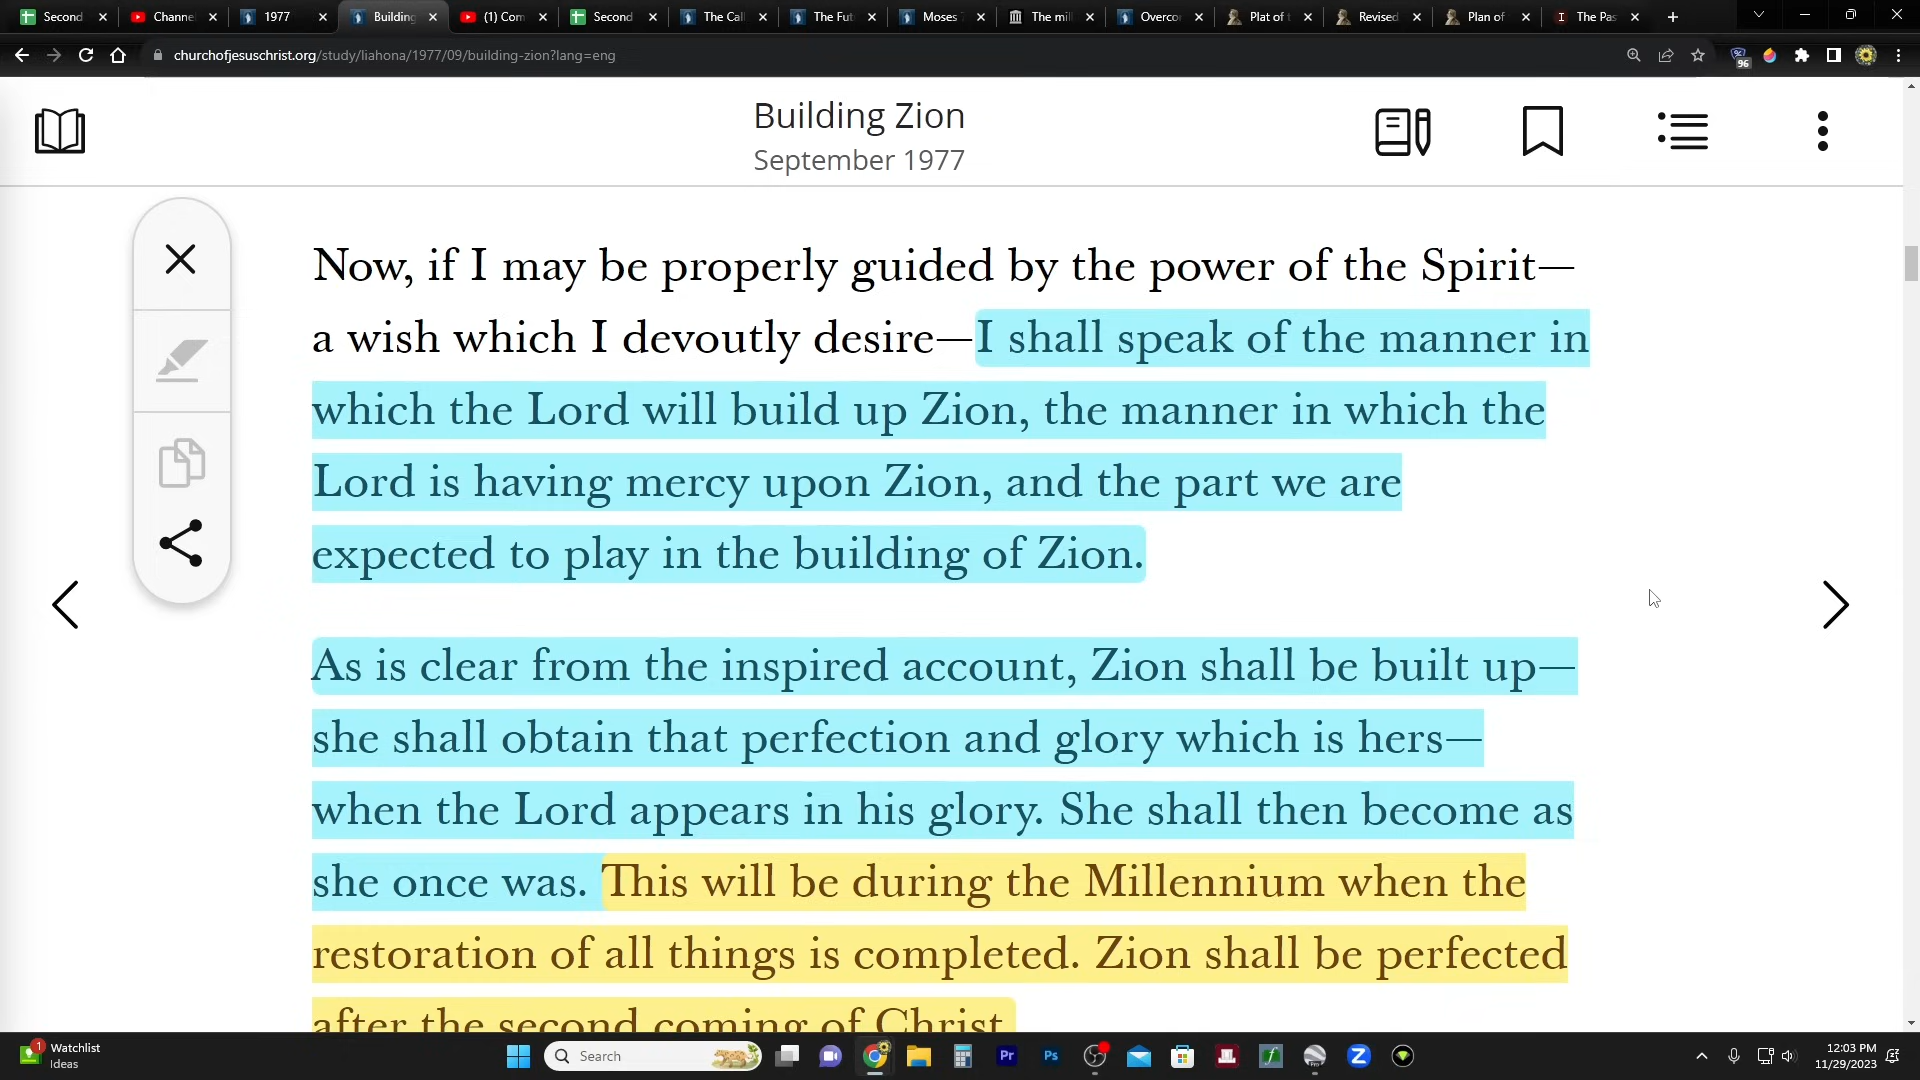 Second
Channe
1977
Building
(1) Com
Second
The Call
The Fut
Moses 7
The mil
Overco
Plat of t
Revised
Plan of
The Pas
churchofjesuschrist.org/study/liahona/1977/09/building-zion?lang=eng
96
Building Zion
September 1977
Now, if I may be properly guided by the power of the Spirit—
a wish which I devoutly desire—I shall speak of the manner in
which the Lord will build up Zion, the manner in which the
Lord is having mercy upon Zion, and the part we are
expected to play in the building of Zion.
As is clear from the inspired account, Zion shall be built up—
she shall obtain that perfection and glory which is hers—
when the Lord appears in his glory. She shall then become as
she once was. This will be during the Millennium when the
restoration of all things is completed. Zion shall be perfected
after the second coming of Christ.
1
Watchlist
Ideas
Search
Pr
Ps
12:03 PM
11/29/2023